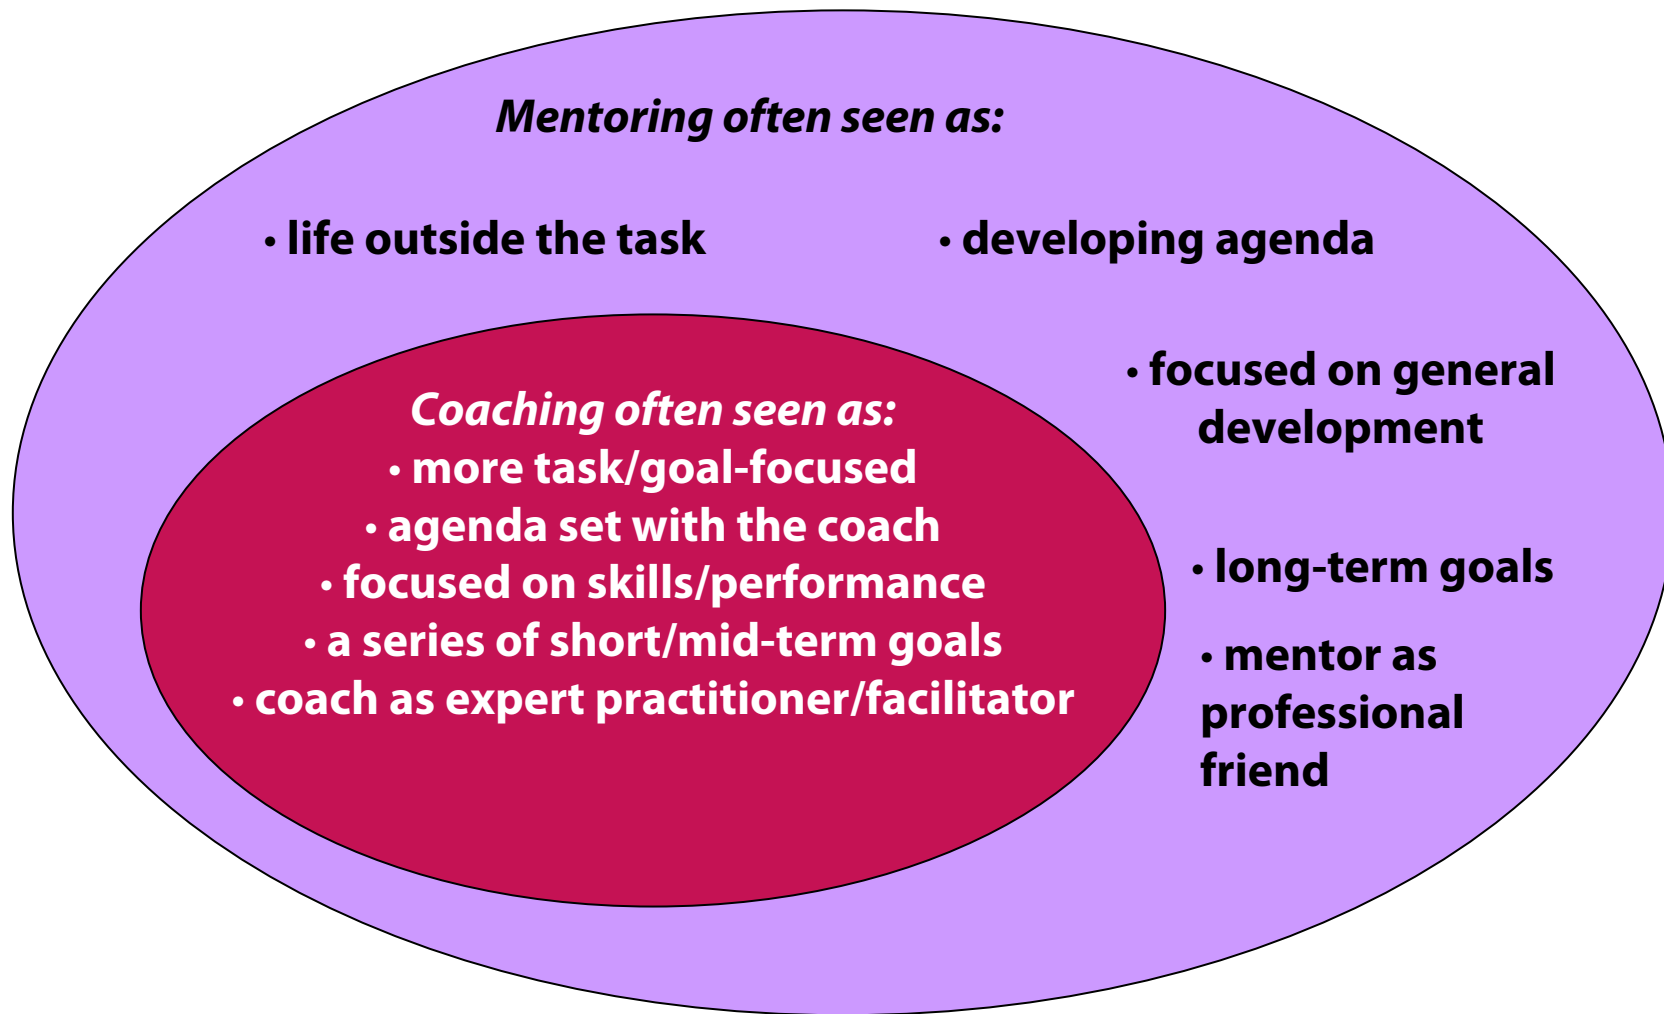 Mentoring often seen as:
• life outside the task
• developing agenda
• focused on general
development
• long-term goals
• mentor as
professional
friend
Coaching often seen as:
• more task/goal-focused
• agenda set with the coach
• focused on skills/performance
• a series of short/mid-term goals
• coach as expert practitioner/facilitator